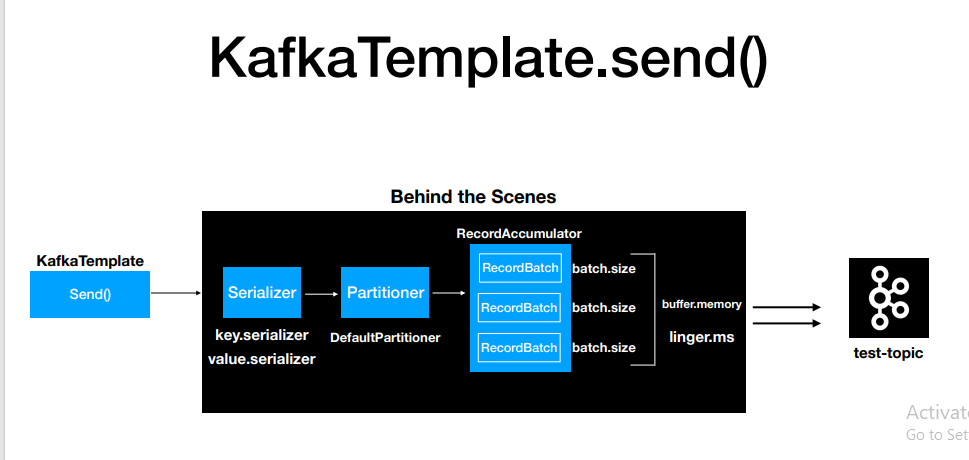 KafkaTemplate.send()
Behind the Scenes
KafkaTemplate
Send()
Serializer
key.serializer
value.serializer
Partitioner
DefaultPartitioner
RecordAccumulator
RecordBatch
batch.size
RecordBatch
batch.size
RecordBatch
batch.size
buffer.memory
linger.ms
test-topic
Activate
Go to Set